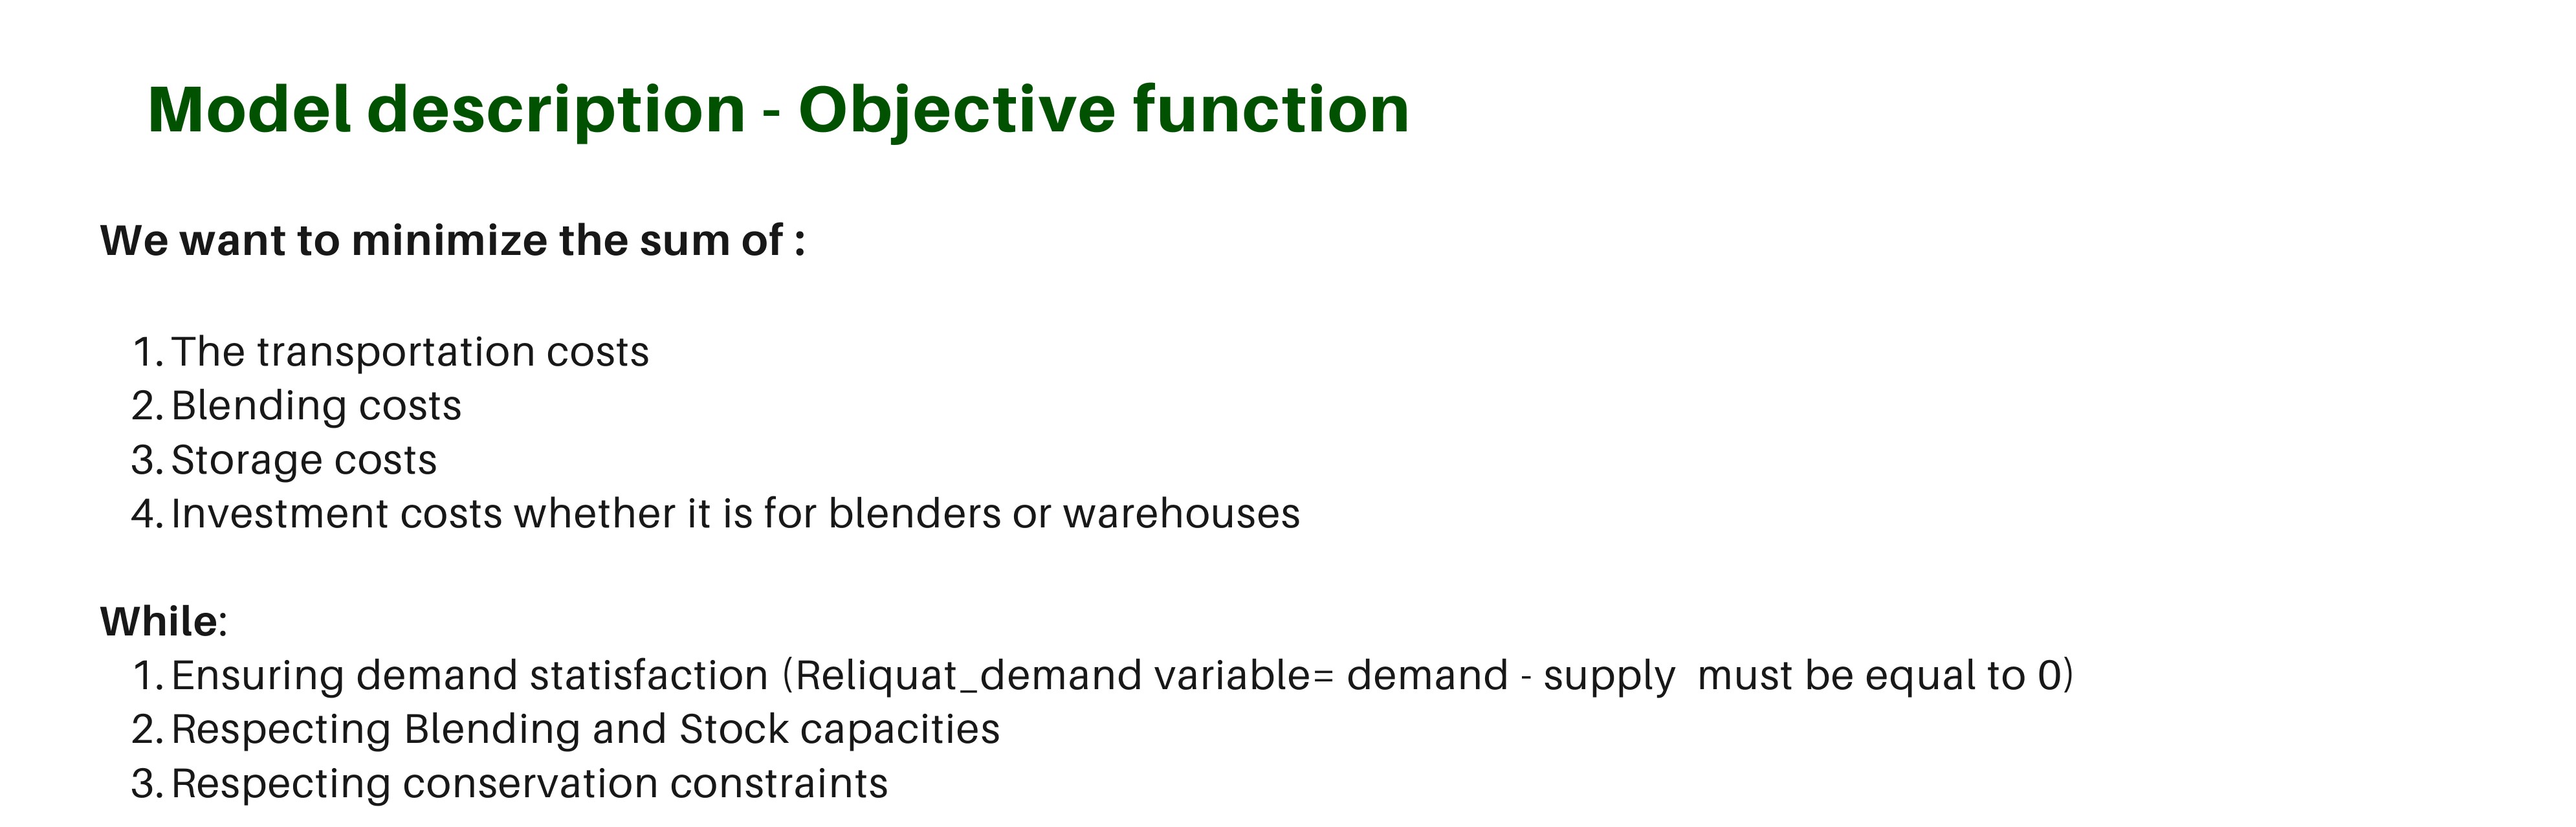 Model description - Objective function
We want to minimize the sum of :
1. The transportation costs
2. Blending costs
3. Storage costs
4. Investment costs whether it is for blenders or warehouses
While:
1. Ensuring demand statisfaction (Reliquat_demand variable= demand - supply  must be equal to 0)
2. Respecting Blending and Stock capacities
3. Respecting conservation constraints